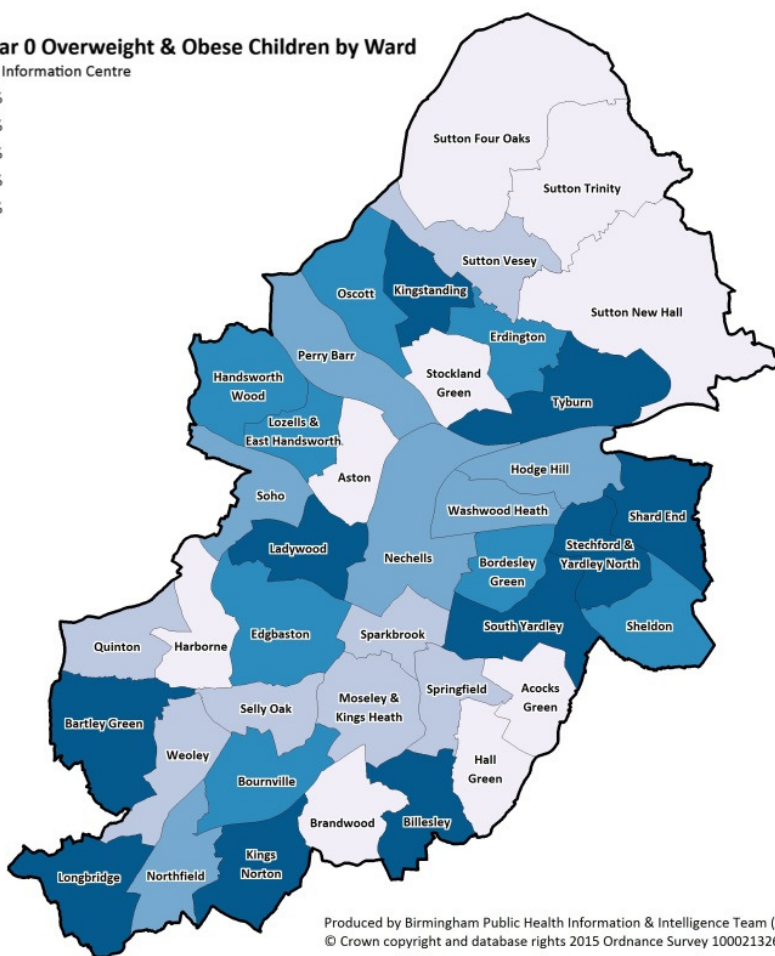 ar 0 Overweight & Obese Children by Ward
Information Centre
%
%
%
%
%
Sutton Four Oaks
Sutton Trinity
Sutton Vesey
Oscott
Kingstanding
Sutton New Hall
Erdington
Perry Barr
Stockland
Green
Handsworth
Wood
Tyburn
Lozells &
East Handsworth
Aston
Hodge Hill
Soho
Washwood Heath
Shard End
Ladywood
Nechells
Stechford &
Yardley North
Bordesley
Green
Edgbaston
Sparkbrook
South Yardley
Sheldon
Quinton
Harborne
Springfield
Acocks
Green
Moseley &
Kings Heath
Selly Oak
Bartley Green
Weoley
Hall
Green
Bournville
Brandwood
Billesley
Kings
Norton
Longbridge
Northfield
Produced by Birmingham Public Health Information & Intelligence Team (
© Crown copyright and database rights 2015 Ordnance Survey 100021326